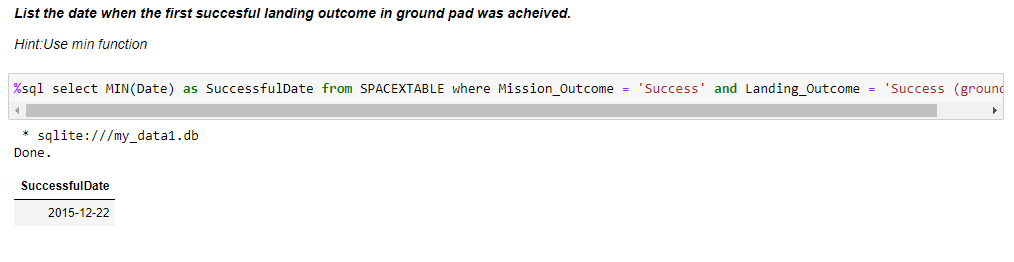 List the date when the first succesful landing outcome in ground pad was acheived.
Hint:Use min function
%sql select MIN(Date) as SuccessfulDate from SPACEXTABLE where Mission_Outcome = 'Success' and Landing_Outcome = 'Success (ground
* sqlite:///my_data1.db
Done.
SuccessfulDate
2015-12-22